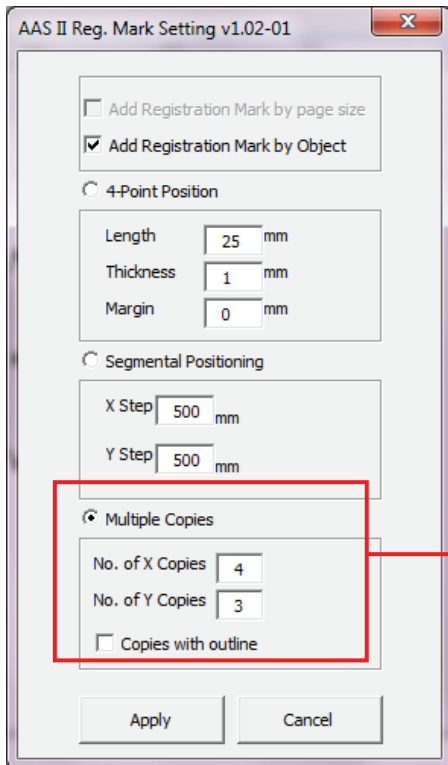 AAS II Reg. Mark Setting v1.02-01
Add Registration Mark by page size
Add Registration Mark by Object
4-Point Position
Length 25 mm
Thickness 1 mm
Margin 0 mm
Segmental Positioning
X Step 500 mm
Y Step 500 mm
Multiple Copies
No. of X Copies 4
No. of Y Copies 3
Copies with outline
Apply Cancel